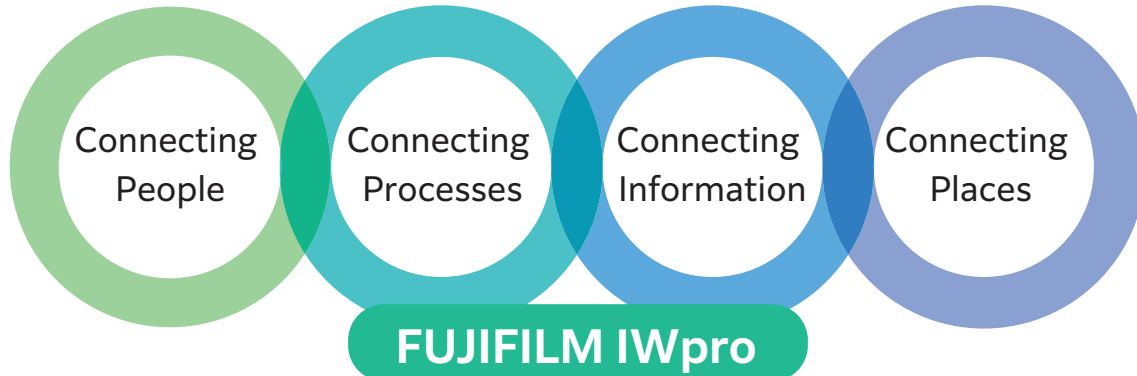 Connecting
People
Connecting
Processes
Connecting
Information
Connecting
Places
FUJIFILM IWpro